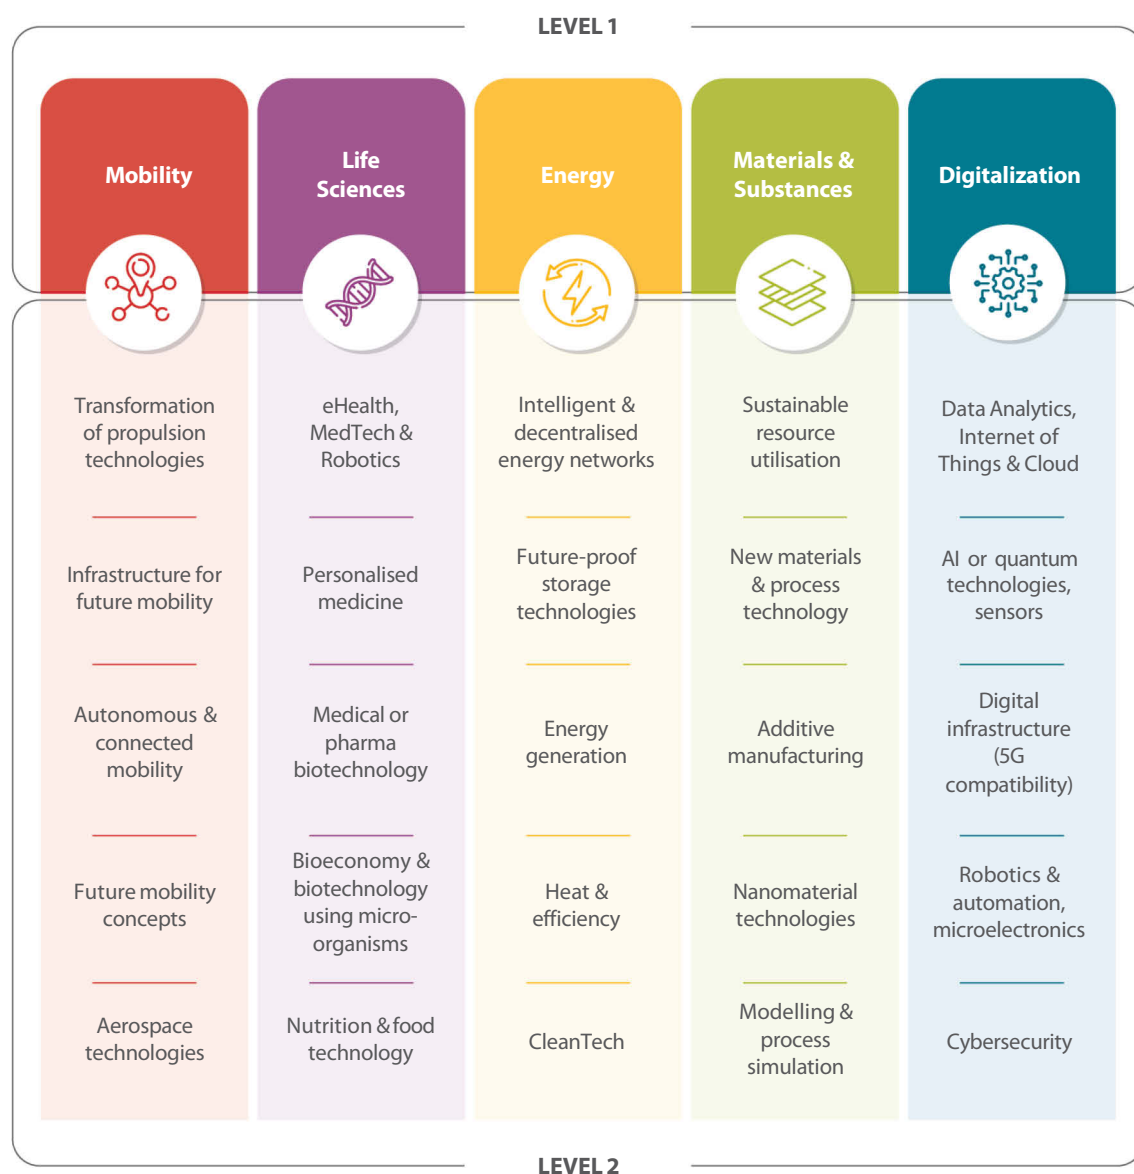 LEVEL 1
Mobility
Life
Sciences
Energy
Materials &
Substances
Digitalization
Transformation
of propulsion
technologies
Infrastructure for
future mobility
Autonomous &
connected
mobility
Future mobility
concepts
Aerospace
technologies
eHealth,
MedTech &
Robotics
Personalised
medicine
Medical or
pharma
biotechnology
Bioeconomy &
biotechnology
using micro-
organisms
Nutrition & food
technology
Intelligent &
decentralised
energy networks
Future-proof
storage
technologies
Energy
generation
Heat &
efficiency
CleanTech
Sustainable
resource
utilisation
New materials
& process
technology
Additive
manufacturing
Nanomaterial
technologies
Modelling &
process
simulation
Data Analytics,
Internet of
Things & Cloud
AI or quantum
technologies,
sensors
Digital
infrastructure
(5G
compatibility)
Robotics &
automation,
microelectronics
Cybersecurity
LEVEL 2